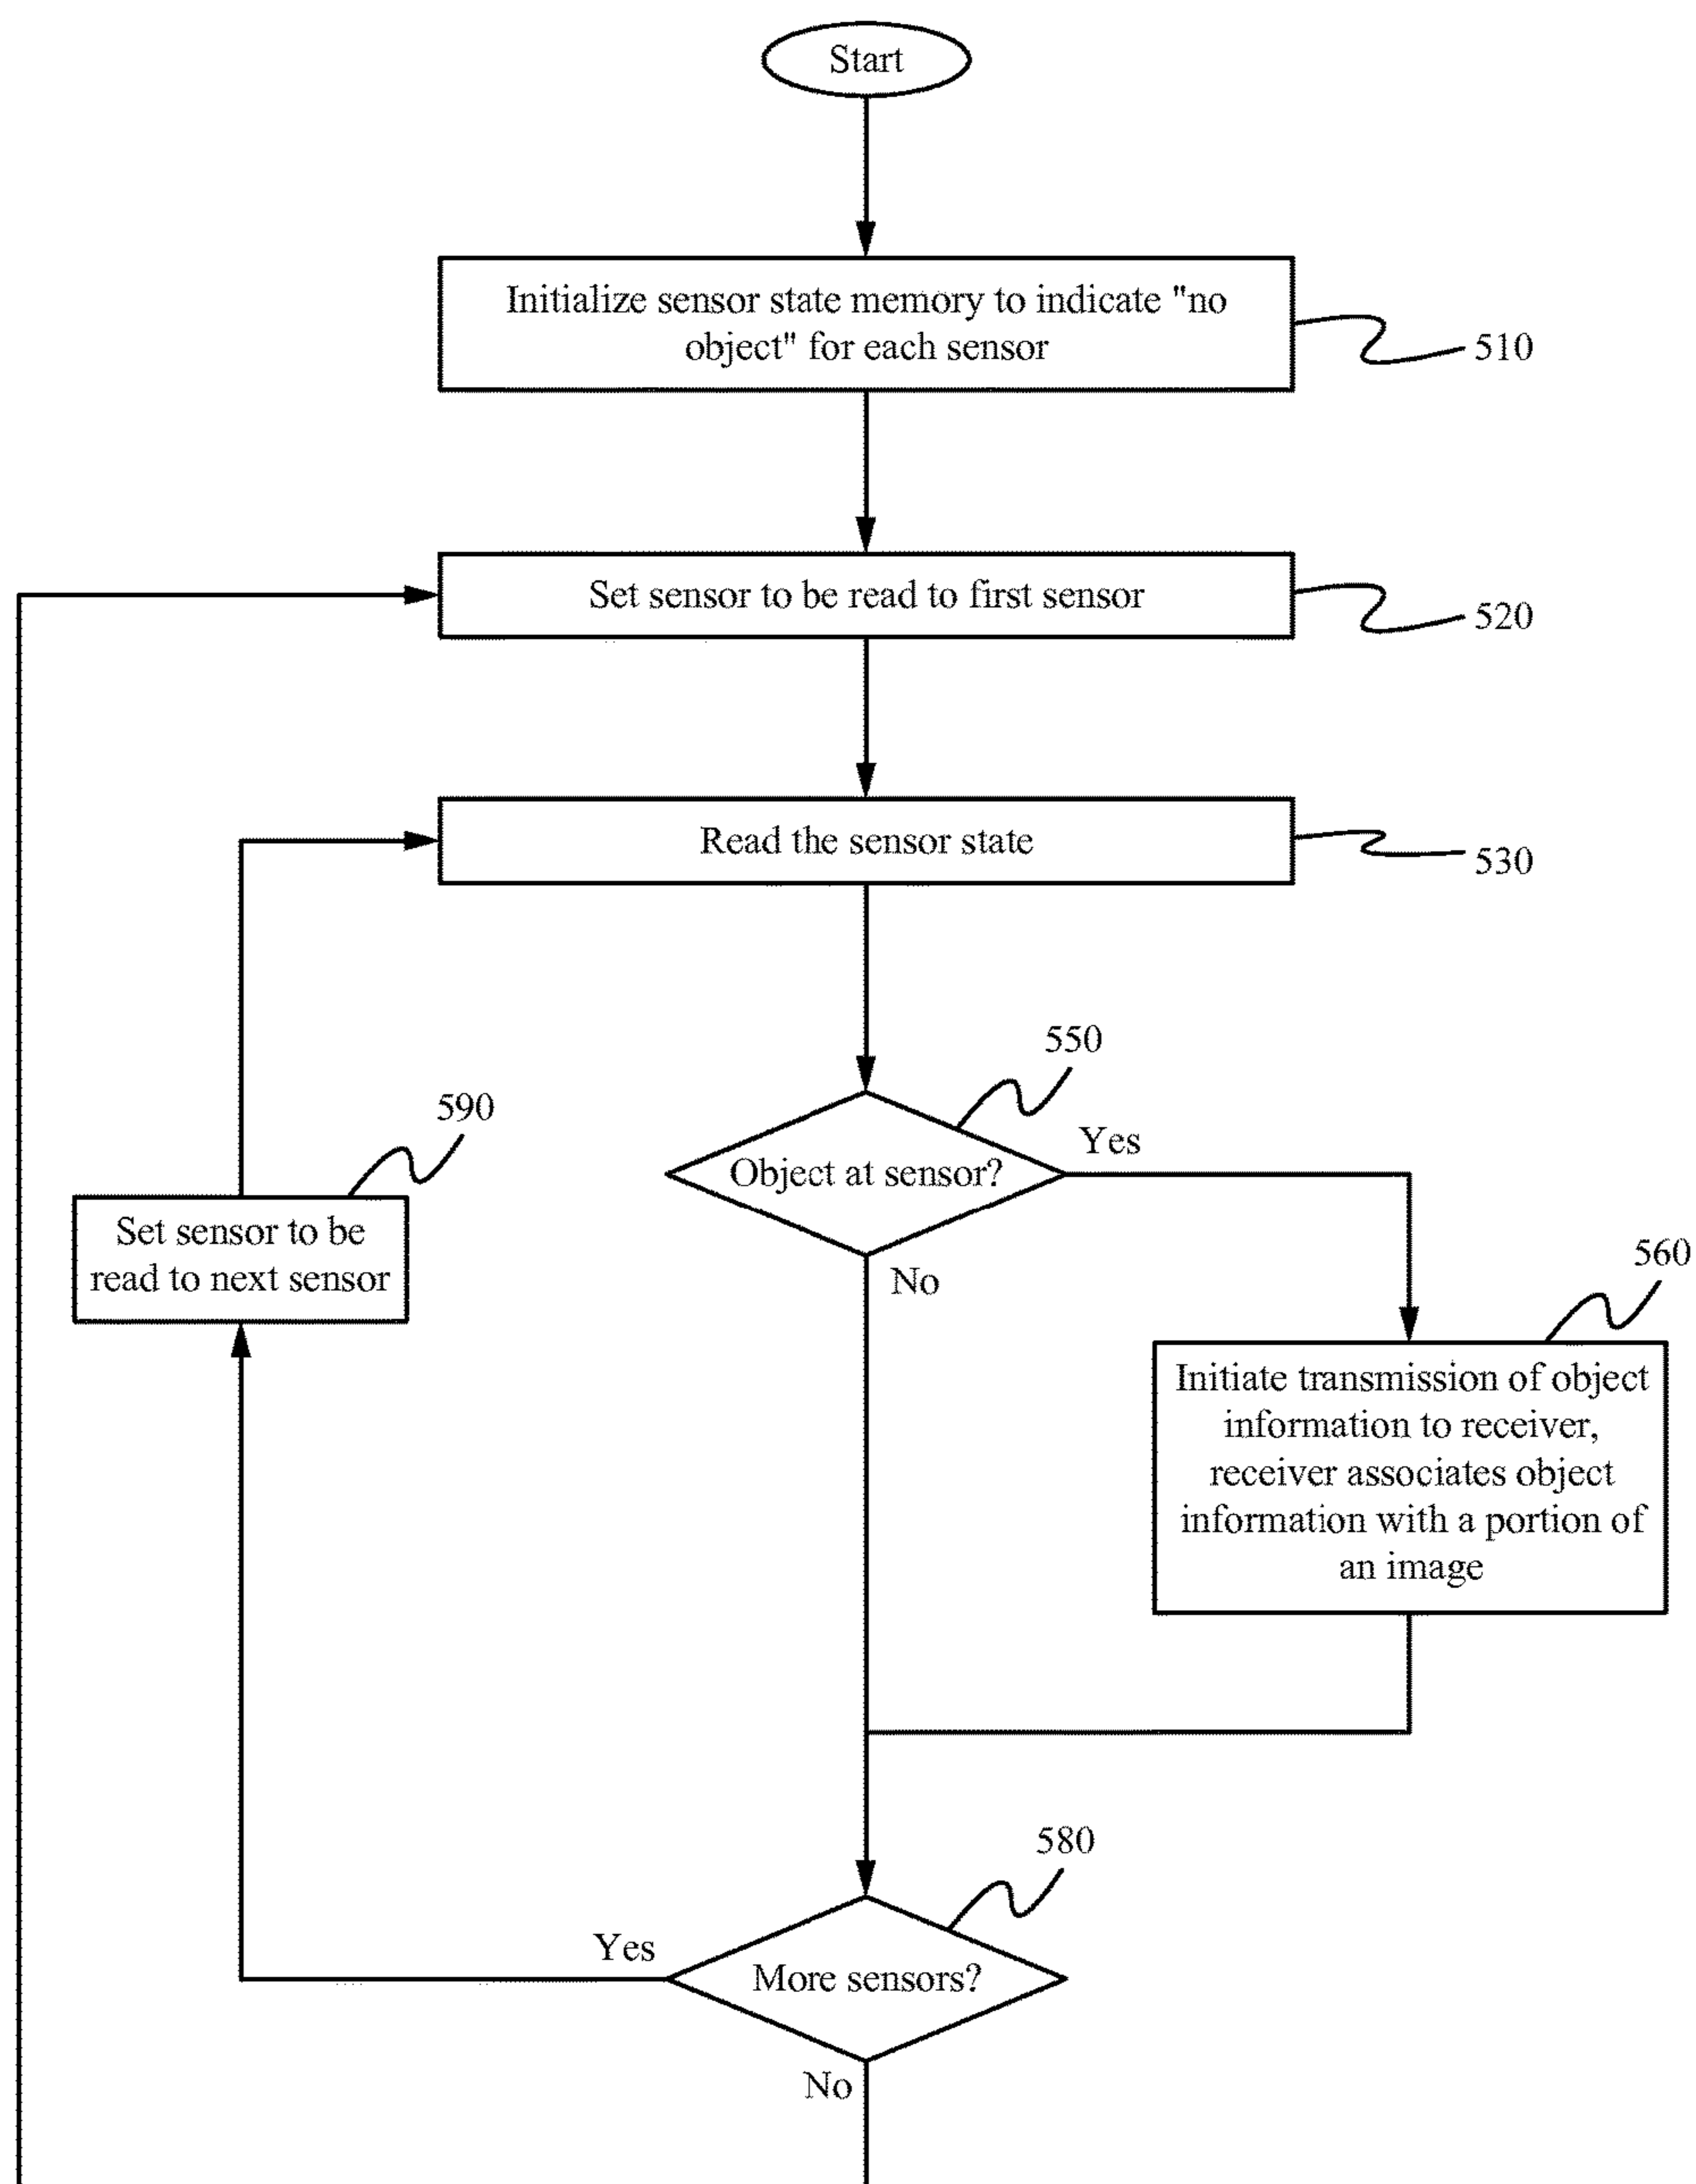 Start
Initialize sensor state memory to indicate "no
object" for each sensor
510
Set sensor to be read to first sensor
520
Read the sensor state
530
550
590
Yes
Object at sensor?
Set sensor to be
read to next sensor
No
560
Initiate transmission of object
information to receiver,
receiver associates object
information with a portion of
an image
580
Yes
More sensors?
No